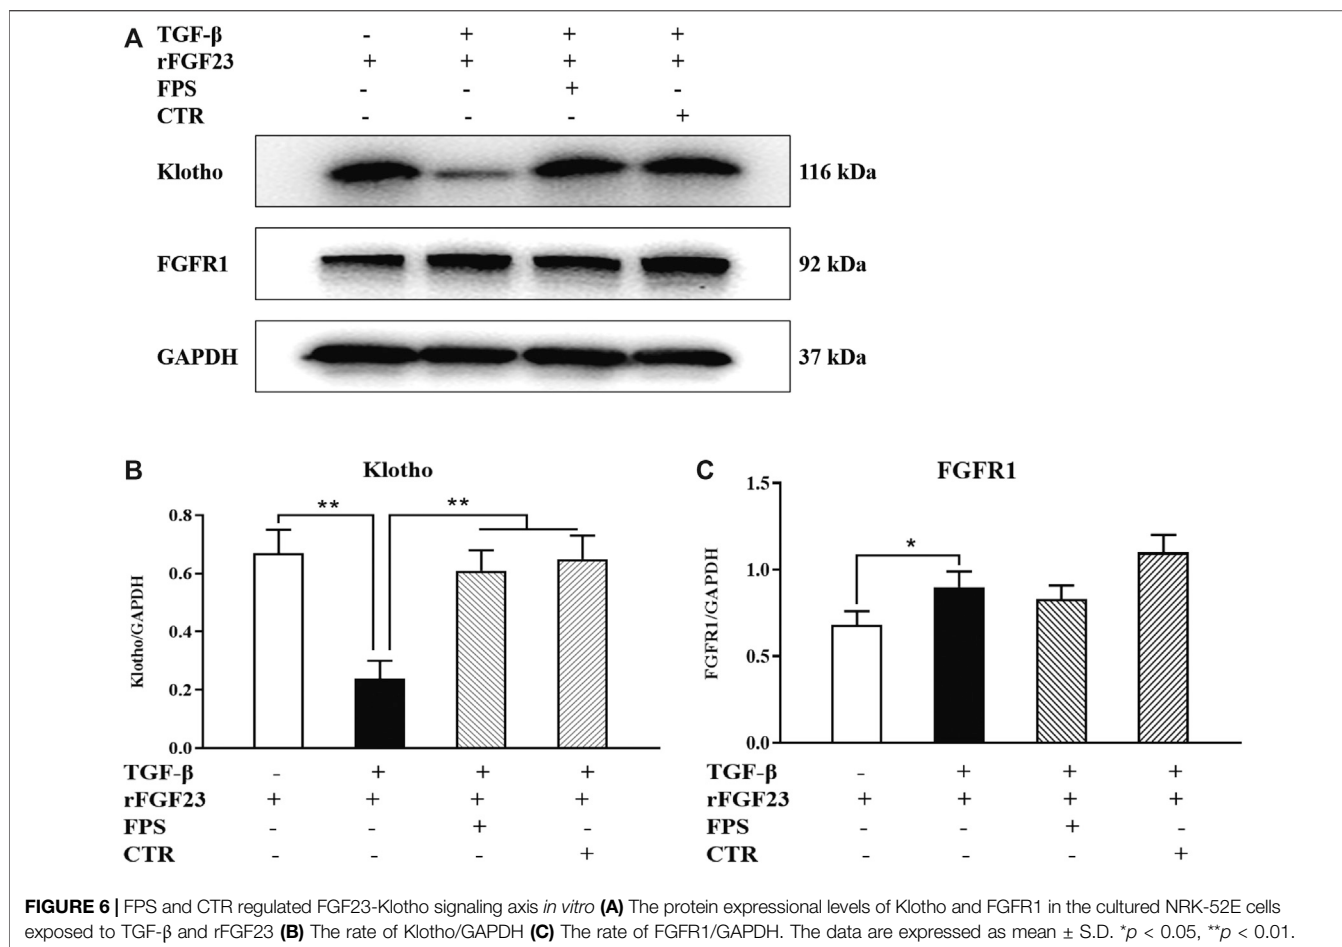 A
TGF-β - + + +
rFGF23 + + + +
FPS - - + -
CTR - - - +
Klotho 116 kDa
FGFR1 92 kDa
GAPDH 37 kDa
B Klotho
** **
0.8
0.6
0.4
0.2
0.0
Klotho/GAPDH
TGF-β - + + +
rFGF23 + + + +
FPS - - + -
CTR - - - +
C FGFR1
*
1.5
1.0
0.5
0.0
FGFR1/GAPDH
TGF-β - + + +
rFGF23 + + + +
FPS - - + -
CTR - - - +
FIGURE 6 | FPS and CTR regulated FGF23-Klotho signaling axis in vitro (A) The protein expressional levels of Klotho and FGFR1 in the cultured NRK-52E cells
exposed to TGF-β and rFGF23 (B) The rate of Klotho/GAPDH (C) The rate of FGFR1/GAPDH. The data are expressed as mean ± S.D. *p < 0.05, **p < 0.01.